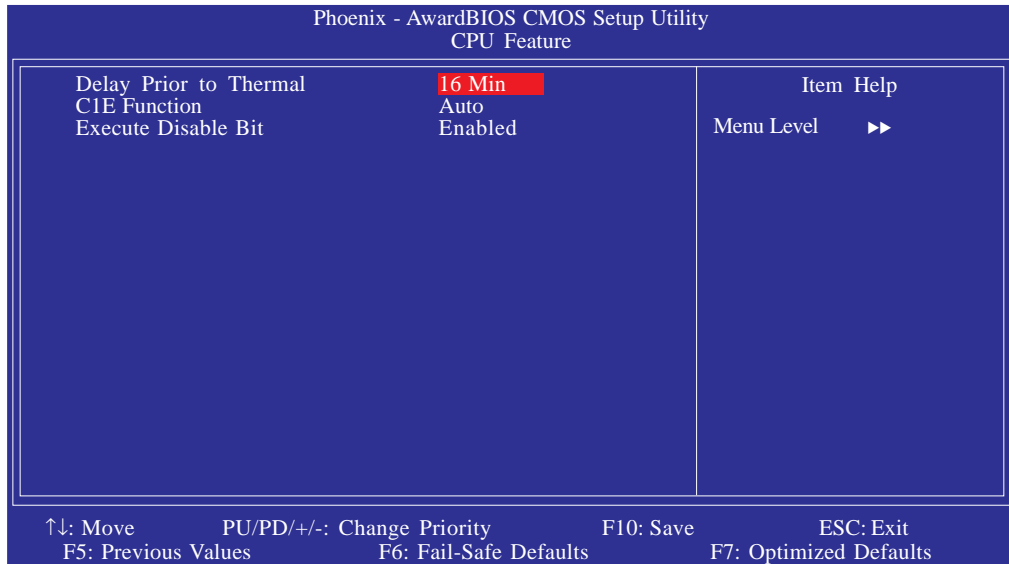 Phoenix - AwardBIOS CMOS Setup Utility
CPU Feature
Delay Prior to Thermal 16 Min
C1E Function Auto
Execute Disable Bit Enabled
Item Help
Menu Level ▶▶
↑↓: Move PU/PD/+/-: Change Priority F10: Save ESC: Exit
F5: Previous Values F6: Fail-Safe Defaults F7: Optimized Defaults